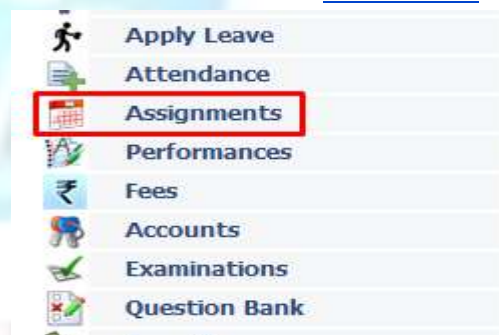 Apply Leave
Attendance
Assignments
Performances
Fees
Accounts
Examinations
Question Bank